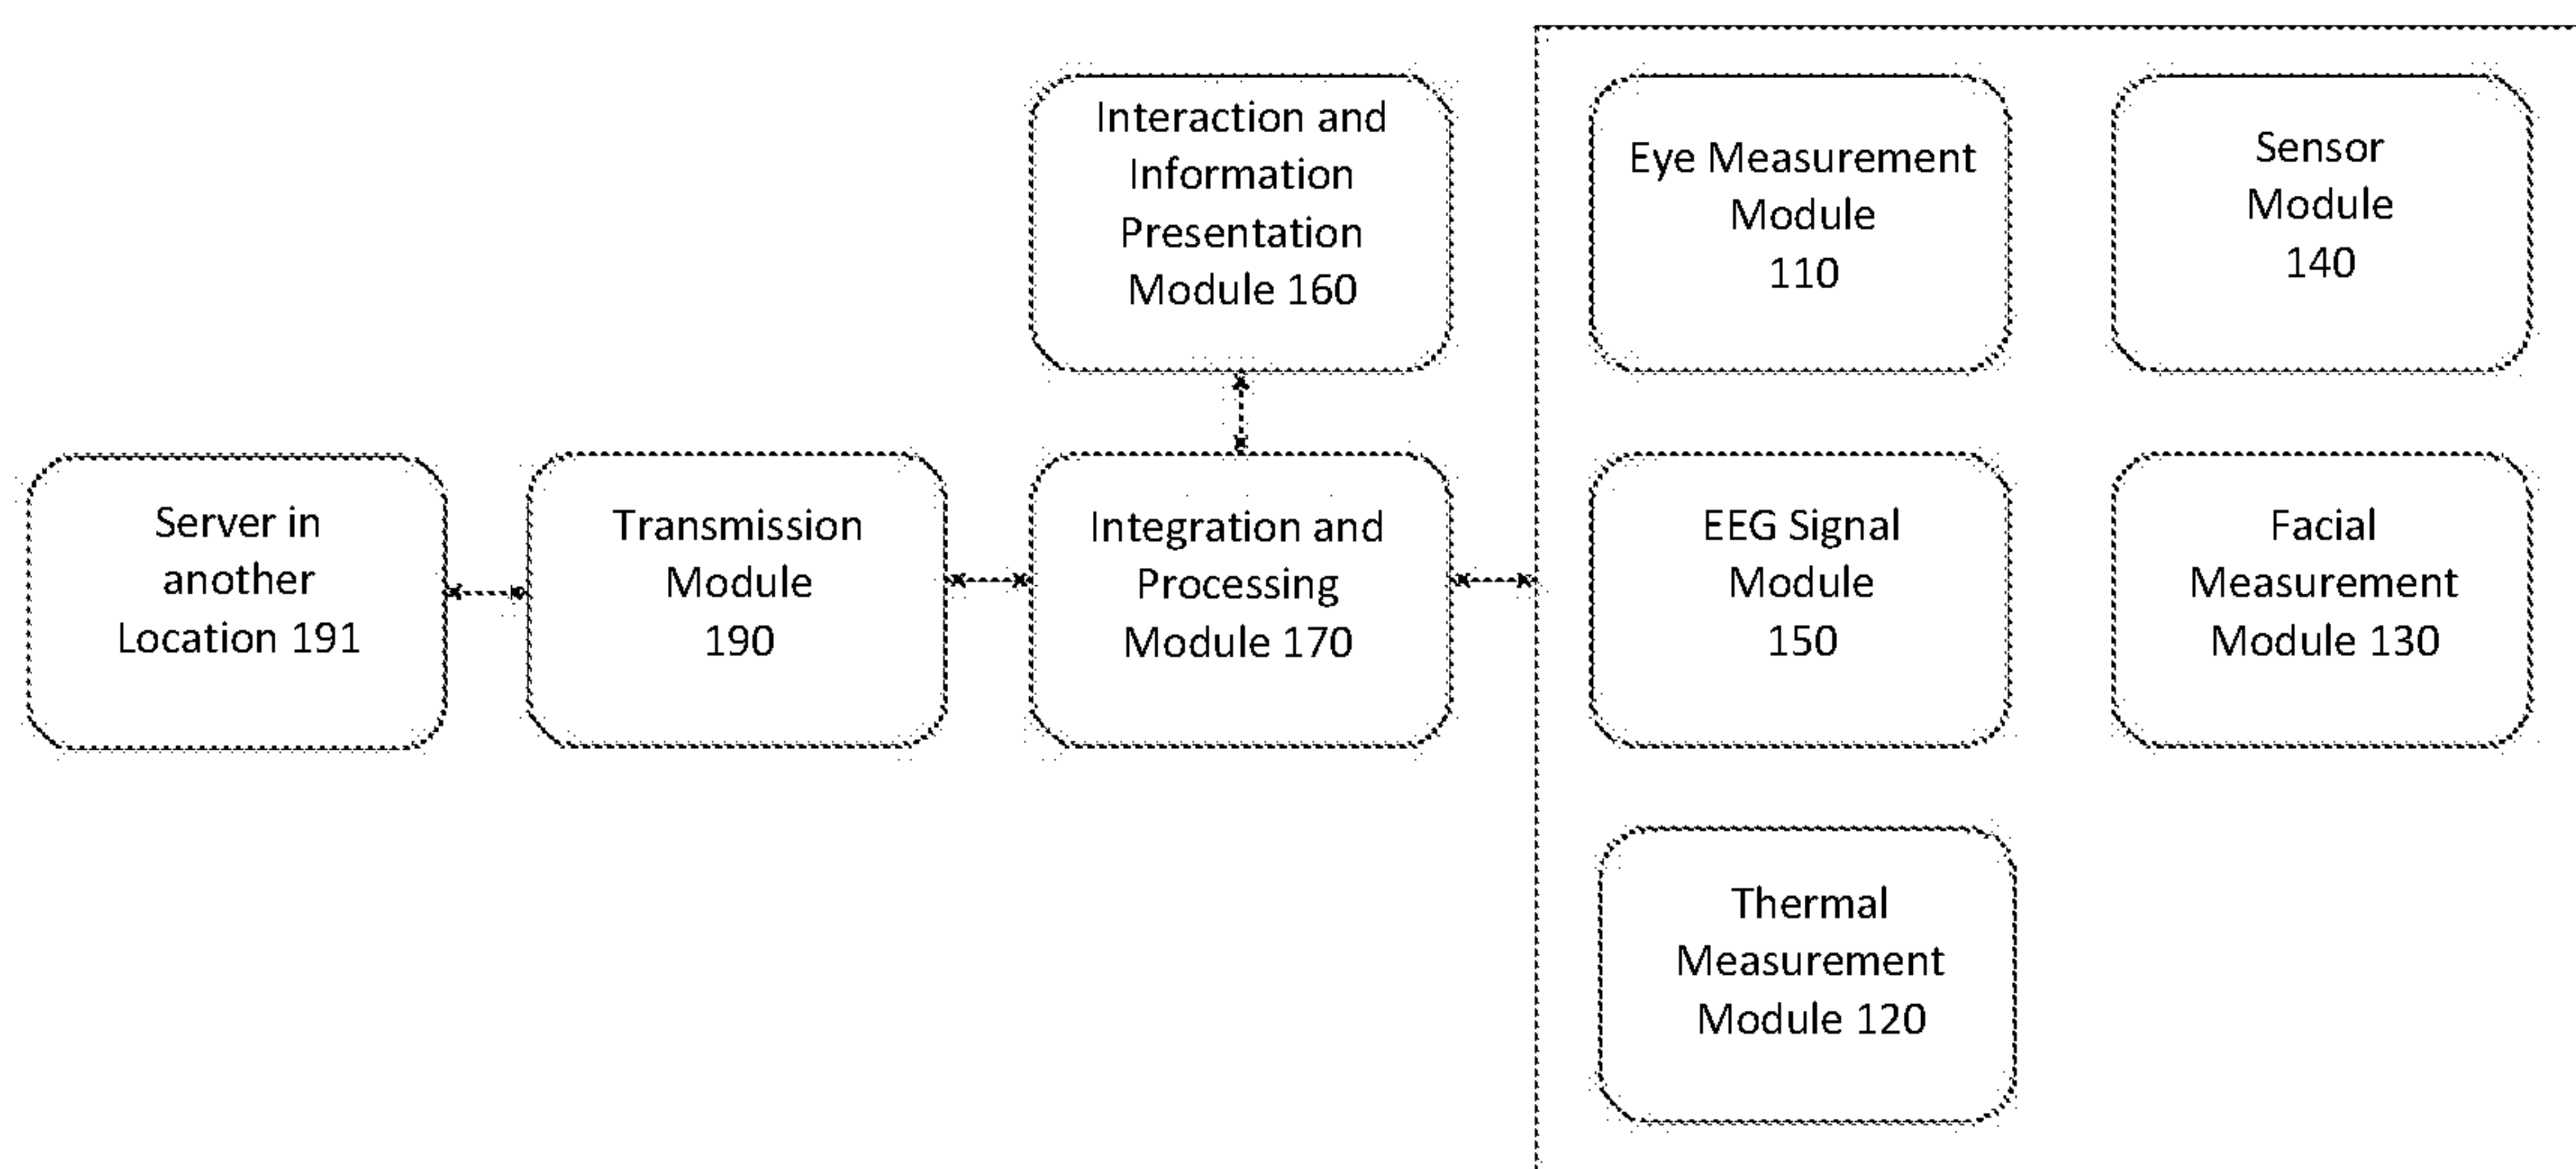 Interaction and
Information
Presentation
Module 160
Eye Measurement
Module
110
Sensor
Module
140
Server in
another
Location 191
Transmission
Module
190
Integration and
Processing
Module 170
EEG Signal
Module
150
Facial
Measurement
Module 130
Thermal
Measurement
Module 120